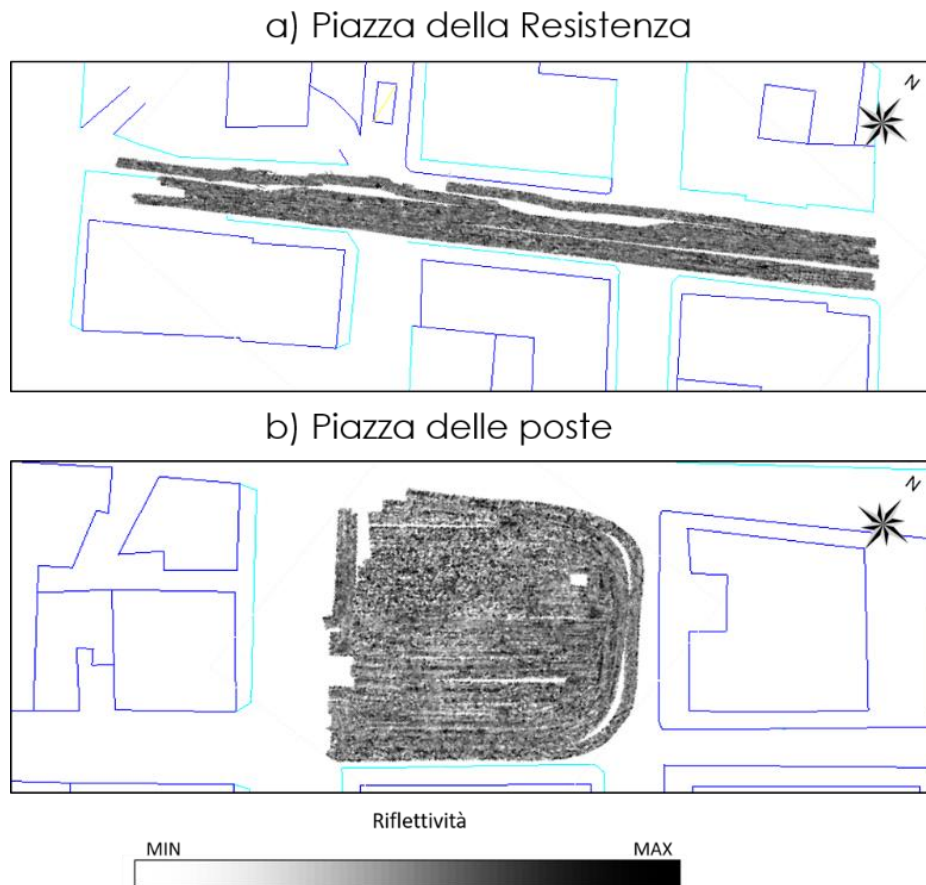 a) Piazza della Resistenza
N
b) Piazza delle poste
N
Riflettività
MIN MAX